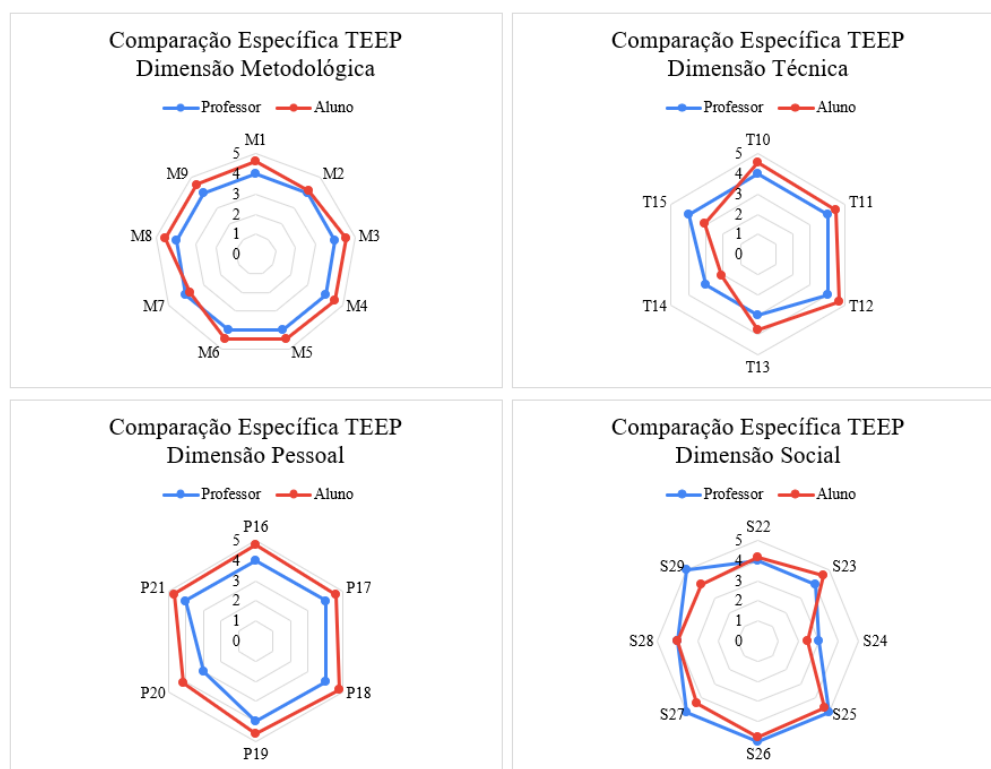 Comparação Específica TEEP
Dimensão Metodológica
Professor Aluno
M1
M9 5 M2
4
3
2
M8 1 M3
0
M7 M4
M6 M5
Comparação Específica TEEP
Dimensão Técnica
Professor Aluno
T10
5
4
T15 3 T11
2
1
0
T14 T12
T13
Comparação Específica TEEP
Dimensão Pessoal
Professor Aluno
P16
5
4
P21 3 P17
2
1
0
P20 P18
P19
Comparação Específica TEEP
Dimensão Social
Professor Aluno
S22
5
S29 4 S23
3
2
1
S28 0 S24
S27 S25
S26